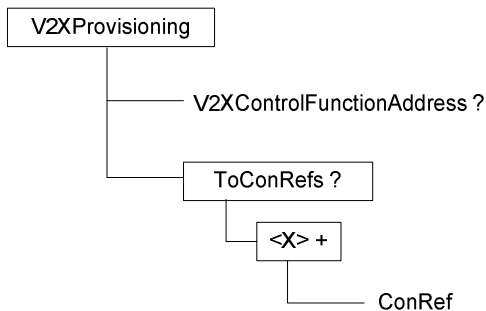 V2XProvisioning
V2XControlFunctionAddress ?
ToConRefs ?
<X> +
ConRef